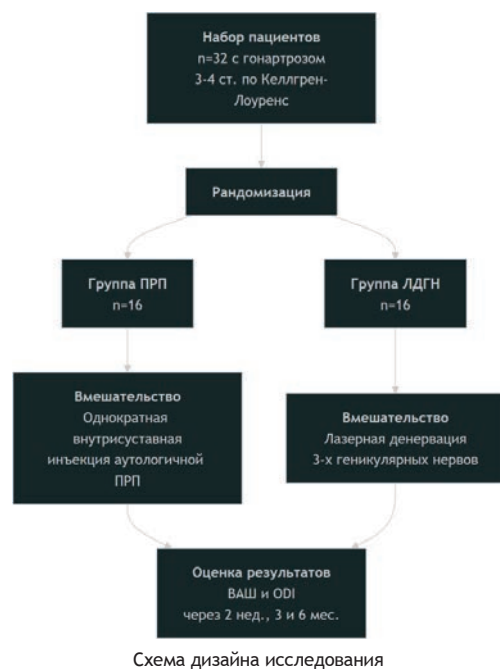 Набор пациентов
n=32 с гонартрозом
3-4 ст. по Келлгрен-
Лоуренс
Рандомизация
Группа ПРП
n=16
Группа ЛДГН
n=16
Вмешательство
Однократная
внутрисуставная
инъекция аутологичной
ПРП
Вмешательство
Лазерная денервация
3-х геникулярных нервов
Оценка результатов
ВАШ и ODI
через 2 нед., 3 и 6 мес.
Схема дизайна исследования